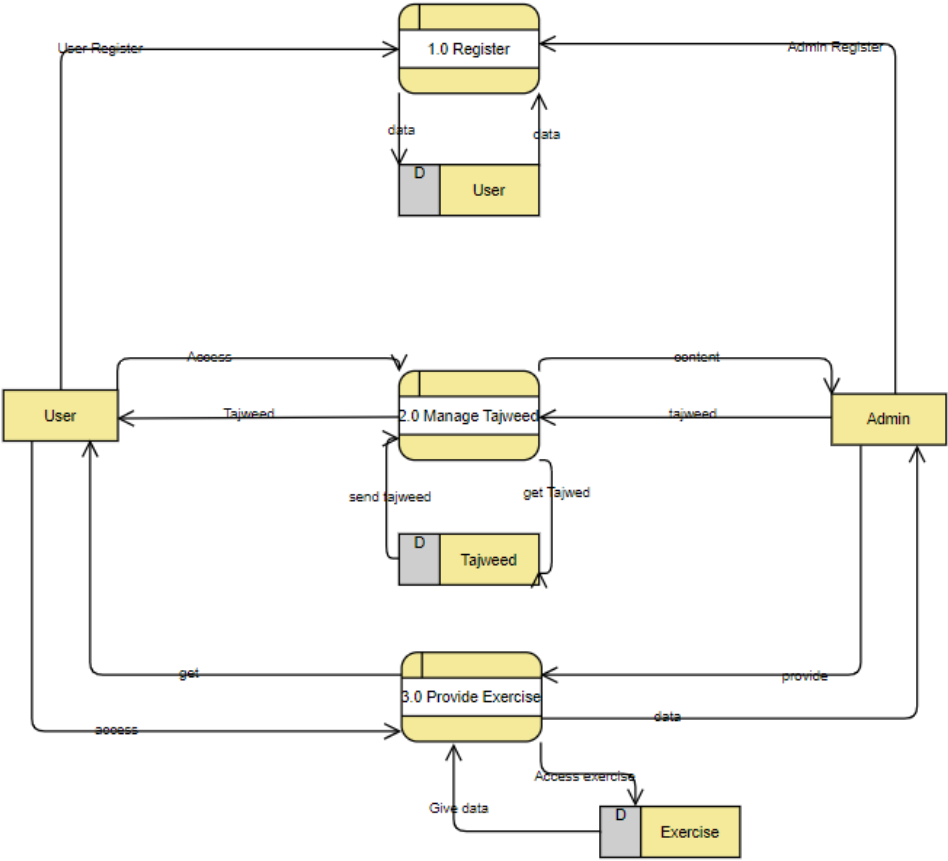 User Register
1.0 Register
Admin Register
data
data
D
User
Access
content
User
Tajweed
2.0 Manage Tajweed
tajweed
Admin
send tajweed
get Tajwed
D
Tajweed
get
3.0 Provide Exercise
provide
data
access
Access exercise
Give data
D
Exercise